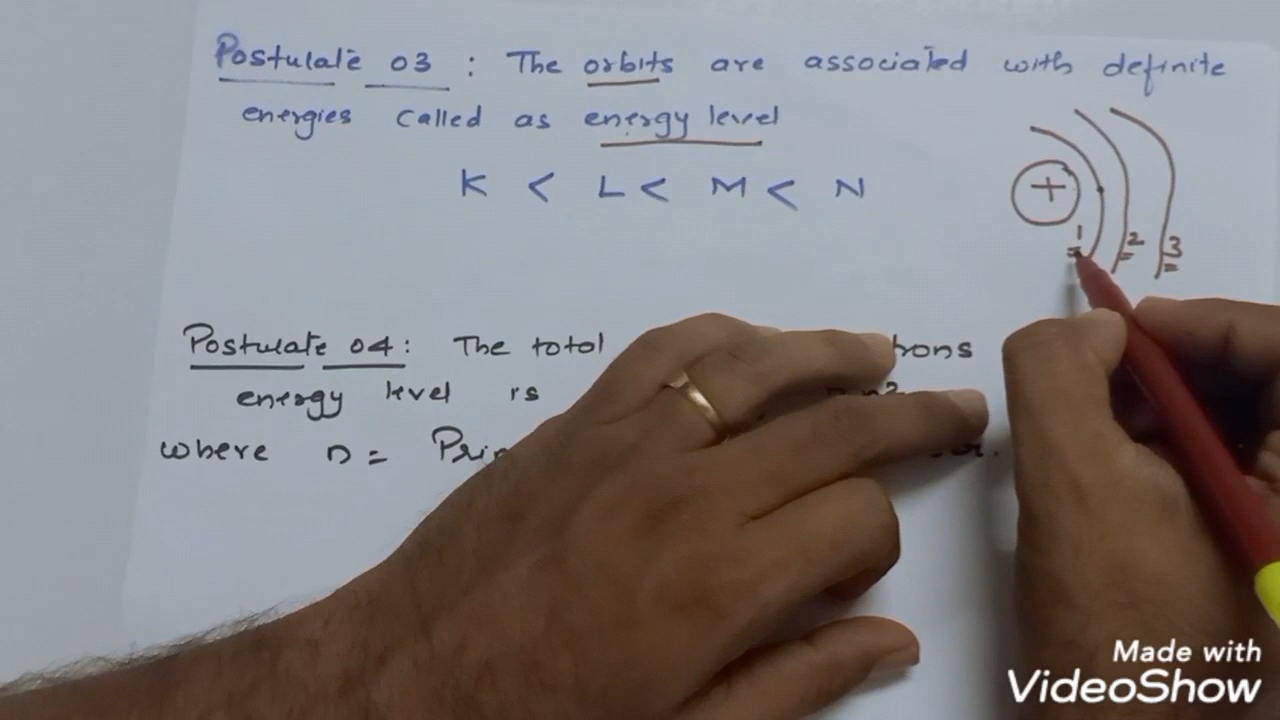 Postulate 03 : The orbits are associated with definite
energies called as energy level
K < L < M < N
+
1 2 3
Postulate 04 : The total
energy level is
where n =
Made with
VideoShow